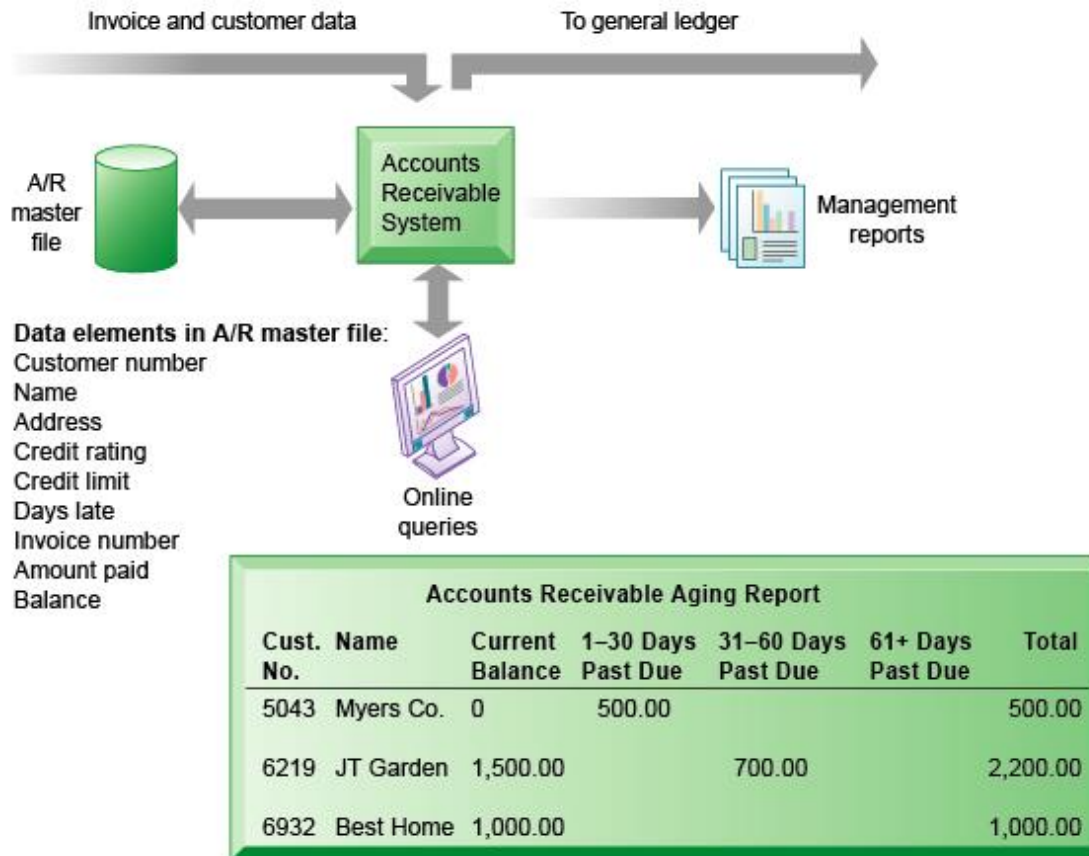 Invoice and customer data
To general ledger
A/R
master
file
Accounts
Receivable
System
Management
reports
Online
queries
Data elements in A/R master file:
Customer number
Name
Address
Credit rating
Credit limit
Days late
Invoice number
Amount paid
Balance
Accounts Receivable Aging Report
Cust. Name Current 1–30 Days 31–60 Days 61+ Days Total
No. Balance Past Due Past Due Past Due
5043 Myers Co. 0 500.00 500.00
6219 JT Garden 1,500.00 700.00 2,200.00
6932 Best Home 1,000.00 1,000.00